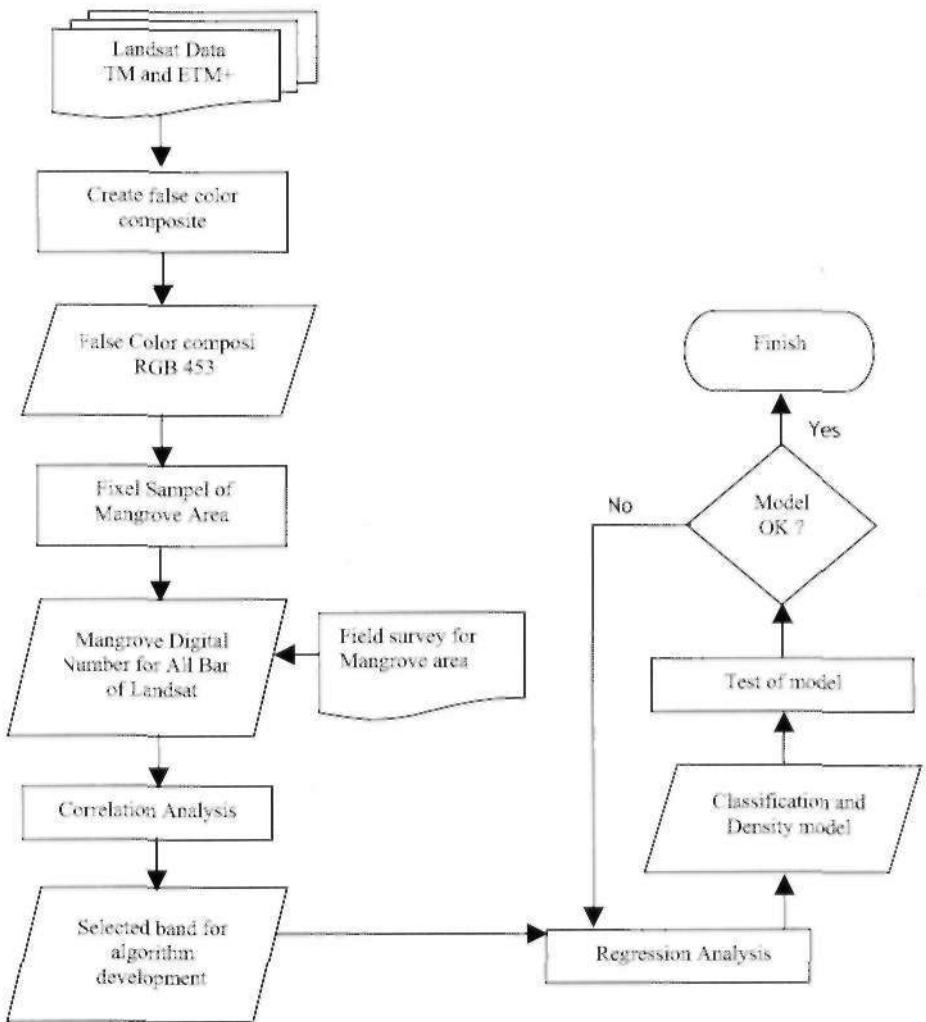 Landsat Data
TM and ETM+
Create false color
composite
False Color composi
RGB 453
Fixel Sampel of
Mangrove Area
Mangrove Digital
Number for All Bar
of Landsat
Field survey for
Mangrove area
Correlation Analysis
Selected band for
algorithm
development
Regression Analysis
Classification and
Density model
Test of model
Model
OK ?
No
Yes
Finish